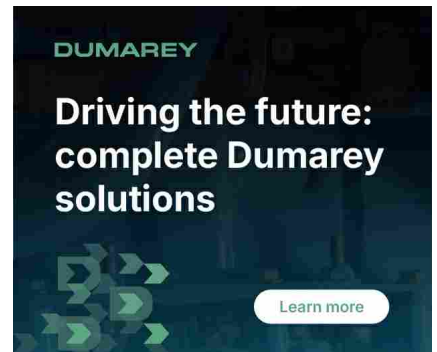 DUMAREY
Driving the future:
complete Dumarey
solutions
Learn more